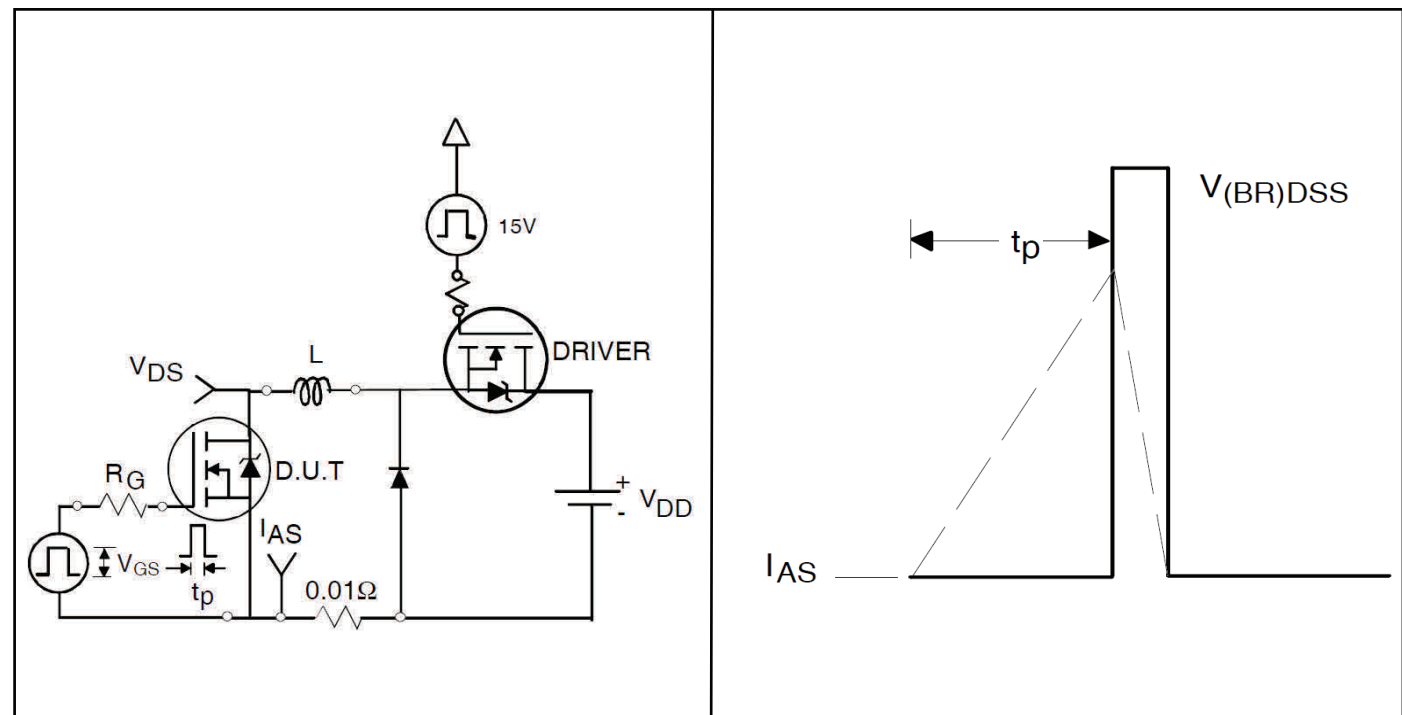 15V
DRIVER
L
VDS
D.U.T
RG
+
VDD
-
IAS
VGS
tp
0.01Ω
V(BR)DSS
tp
IAS